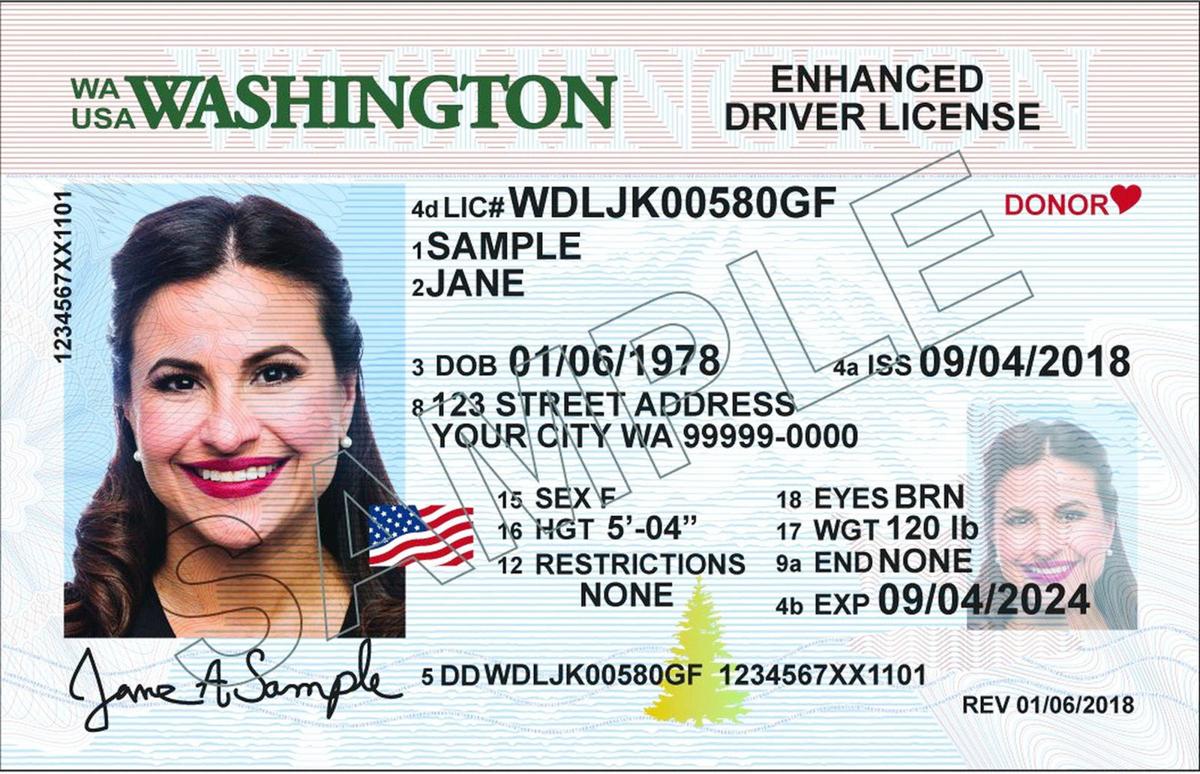 WA
USA
WASHINGTON
ENHANCED
DRIVER LICENSE
1234567XX1101
4d LIC# WDLJK00580GF
DONOR
1 SAMPLE
2 JANE
3 DOB 01/06/1978
4a ISS 09/04/2018
8 123 STREET ADDRESS
YOUR CITY WA 99999-0000
15 SEX F
18 EYES BRN
16 HGT 5'-04”
17 WGT 120 lb
12 RESTRICTIONS
NONE
9a END NONE
4b EXP 09/04/2024
SAMPLE
Jane A Sample
5 DD WDLJK00580GF 1234567XX1101
REV 01/06/2018